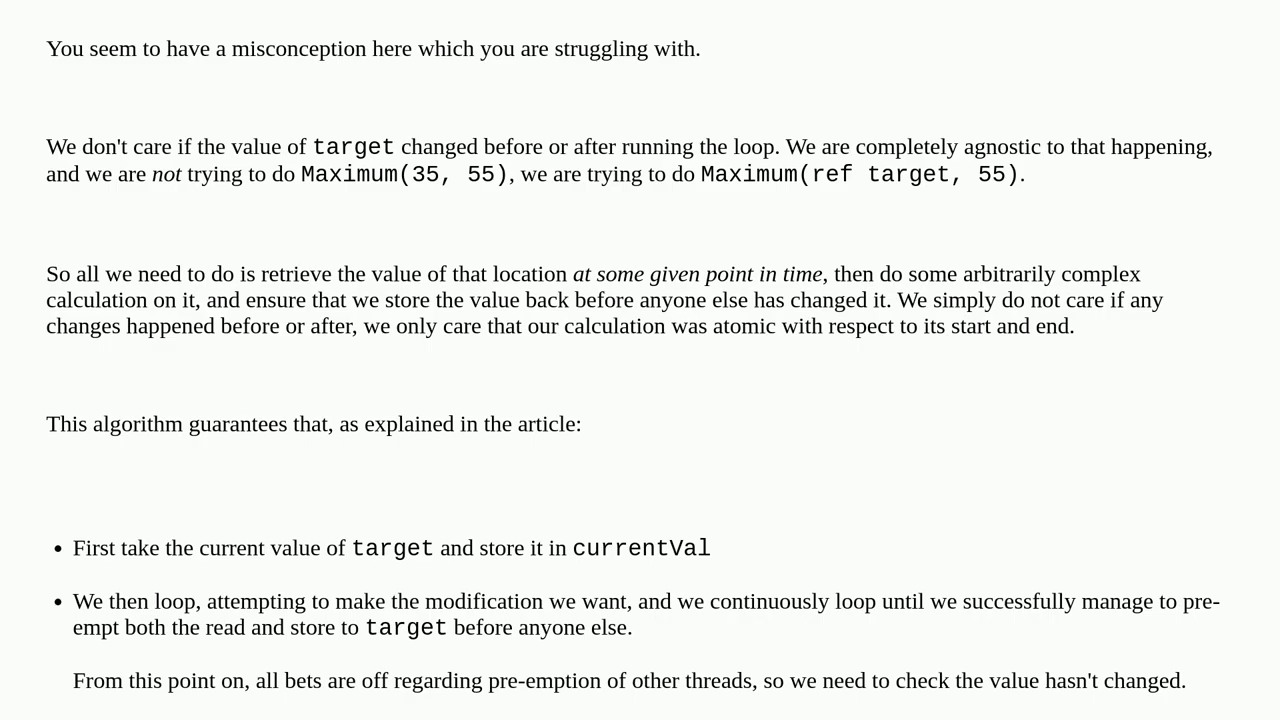 You seem to have a misconception here which you are struggling with.
We don't care if the value of target changed before or after running the loop. We are completely agnostic to that happening,
and we are not trying to do Maximum(35, 55), we are trying to do Maximum(ref target, 55).
So all we need to do is retrieve the value of that location at some given point in time, then do some arbitrarily complex
calculation on it, and ensure that we store the value back before anyone else has changed it. We simply do not care if any
changes happened before or after, we only care that our calculation was atomic with respect to its start and end.
This algorithm guarantees that, as explained in the article:
• First take the current value of target and store it in currentVal
• We then loop, attempting to make the modification we want, and we continuously loop until we successfully manage to pre-
empt both the read and store to target before anyone else.
From this point on, all bets are off regarding pre-emption of other threads, so we need to check the value hasn't changed.